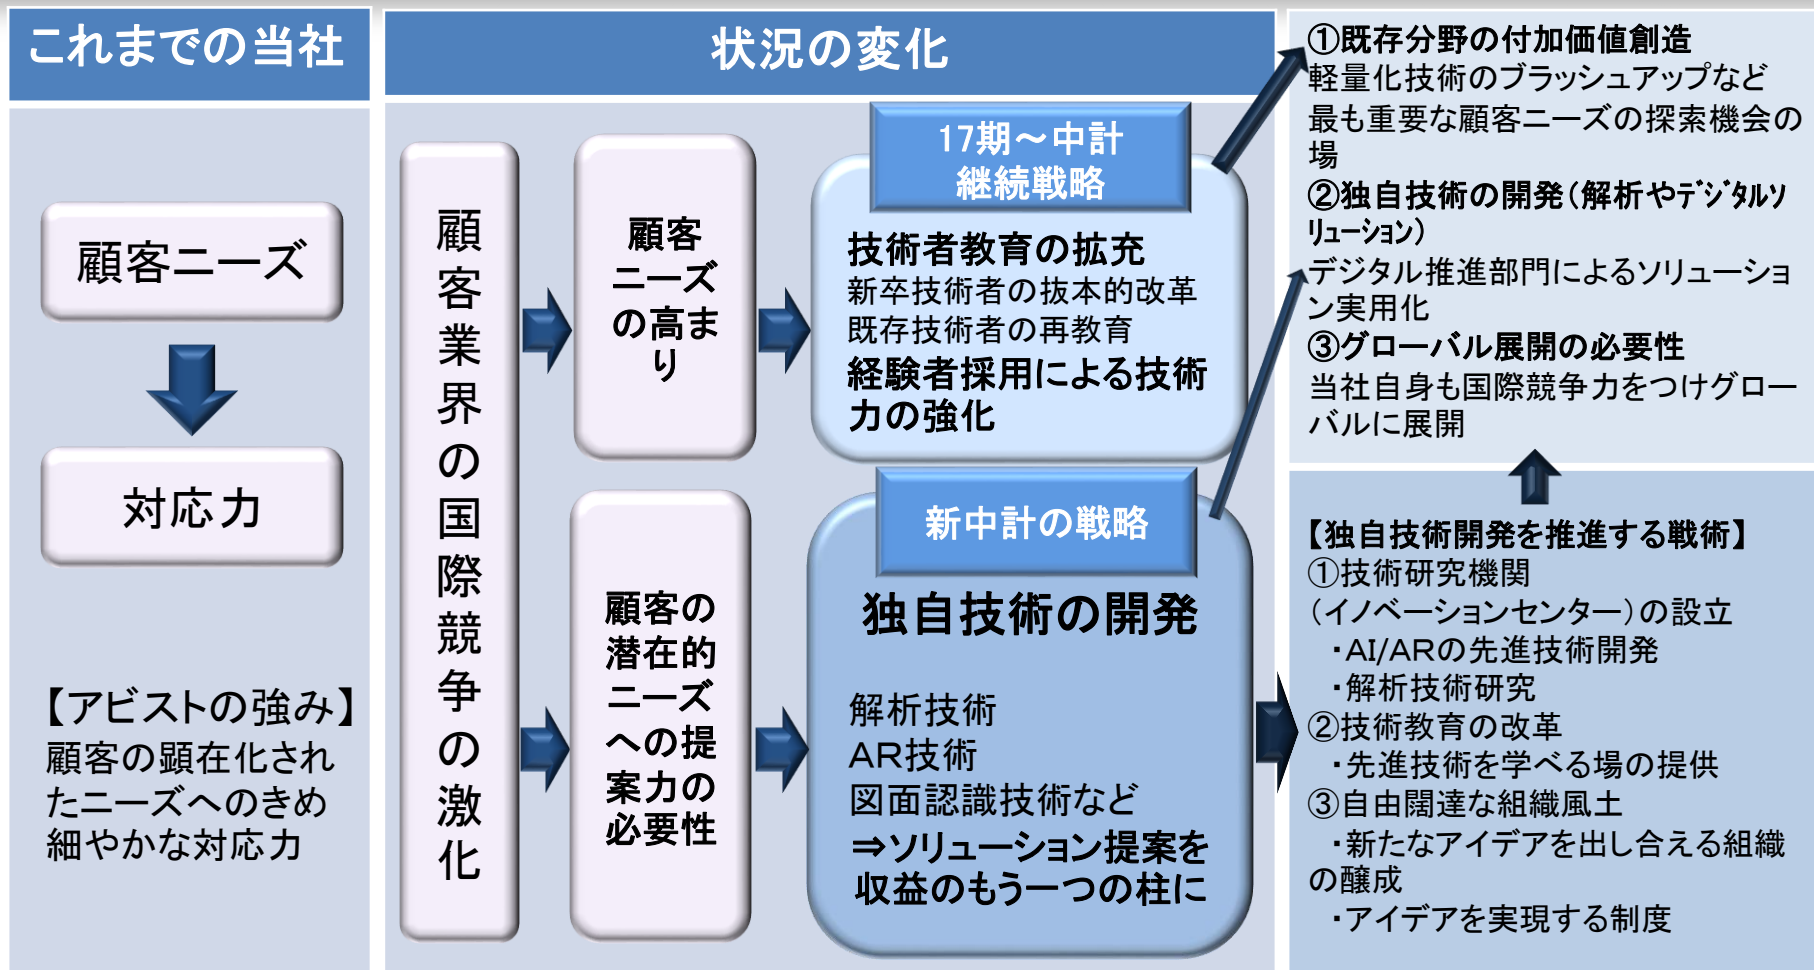 これまでの当社
顧客ニーズ
対応力
【アビストの強み】
顧客の顕在化され
たニーズへのきめ
細やかな対応力
状況の変化
顧客業界の国際競争の激化
顧客
ニーズ
の高ま
り
17期～中計
継続戦略
技術者教育の拡充
新卒技術者の抜本的改革
既存技術者の再教育
経験者採用による技術
力の強化
顧客の
潜在的
ニーズ
への提
案力の
必要性
新中計の戦略
独自技術の開発
解析技術
AR技術
図面認識技術など
⇒ソリューション提案を
収益のもう一つの柱に
①既存分野の付加価値創造
軽量化技術のブラッシュアップなど
最も重要な顧客ニーズの探索機会の
場
②独自技術の開発（解析やﾃﾞｼﾞﾀﾙソ
ﾘｭｰｼｮﾝ）
デジタル推進部門によるソリューショ
ン実用化
③グローバル展開の必要性
当社自身も国際競争力をつけグロー
バルに展開
【独自技術開発を推進する戦術】
①技術研究機関
（イノベーションセンター）の設立
・AI/ARの先進技術開発
・解析技術研究
②技術教育の改革
・先進技術を学べる場の提供
③自由闊達な組織風土
・新たなアイデアを出し合える組織
の醸成
・アイデアを実現する制度